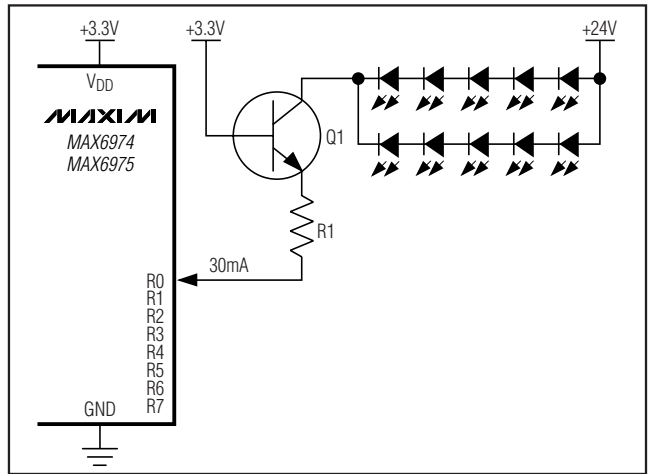 +3.3V
+3.3V
+24V
VDD
MAXIM
MAX6974
MAX6975
Q1
R1
30mA
R0
R1
R2
R3
R4
R5
R6
R7
GND